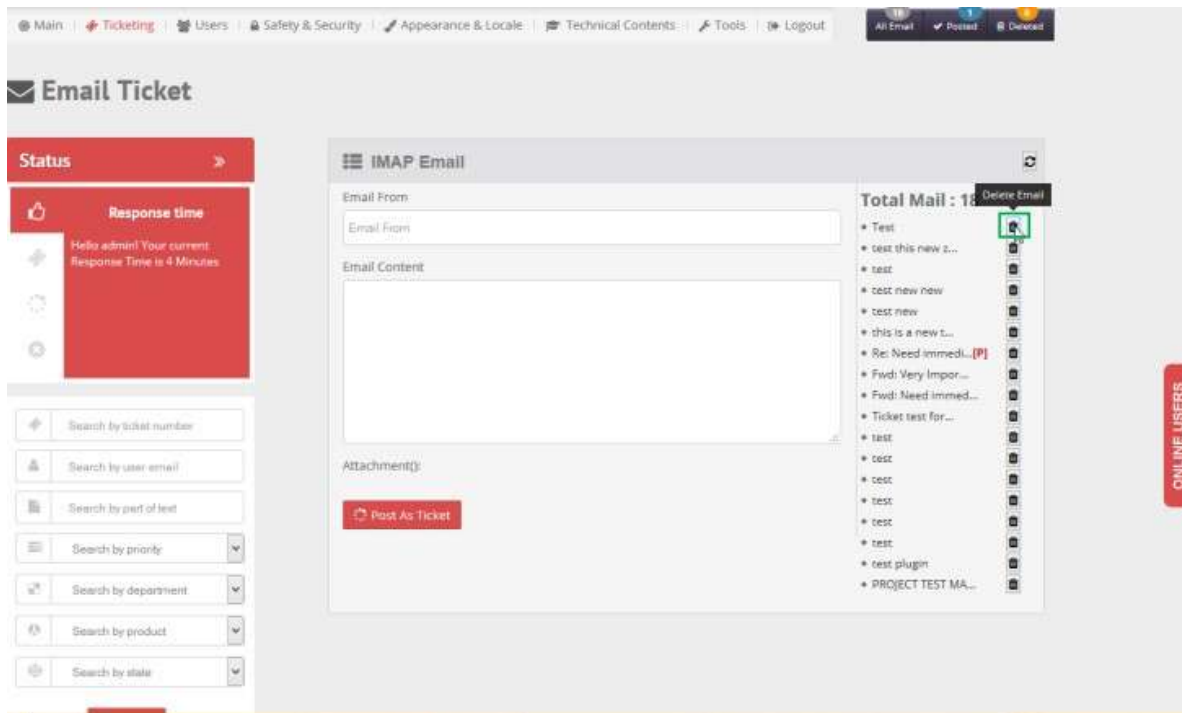 Main Ticketing Users Safety & Security Appearance & Locale Technical Contents Tools Logout
18 1
All Email Posted Deleted
Email Ticket
Status
Response time
Hello admin! Your current
Response Time is 4 Minutes
Search by ticket number
Search by user email
Search by part of text
Search by priority
Search by department
Search by product
Search by state
IMAP Email
Email From
Email From
Email Content
Attachment():
Post As Ticket
Delete Email
Total Mail : 18
Test
test this new z...
test
test new new
test new
this is a new t...
Re: Need immedi...[P]
Fwd: Very Impor...
Fwd: Need immed...
Ticket test for...
test
test
test
test
test
test
test plugin
PROJECT TEST MA...
ONLINE USERS